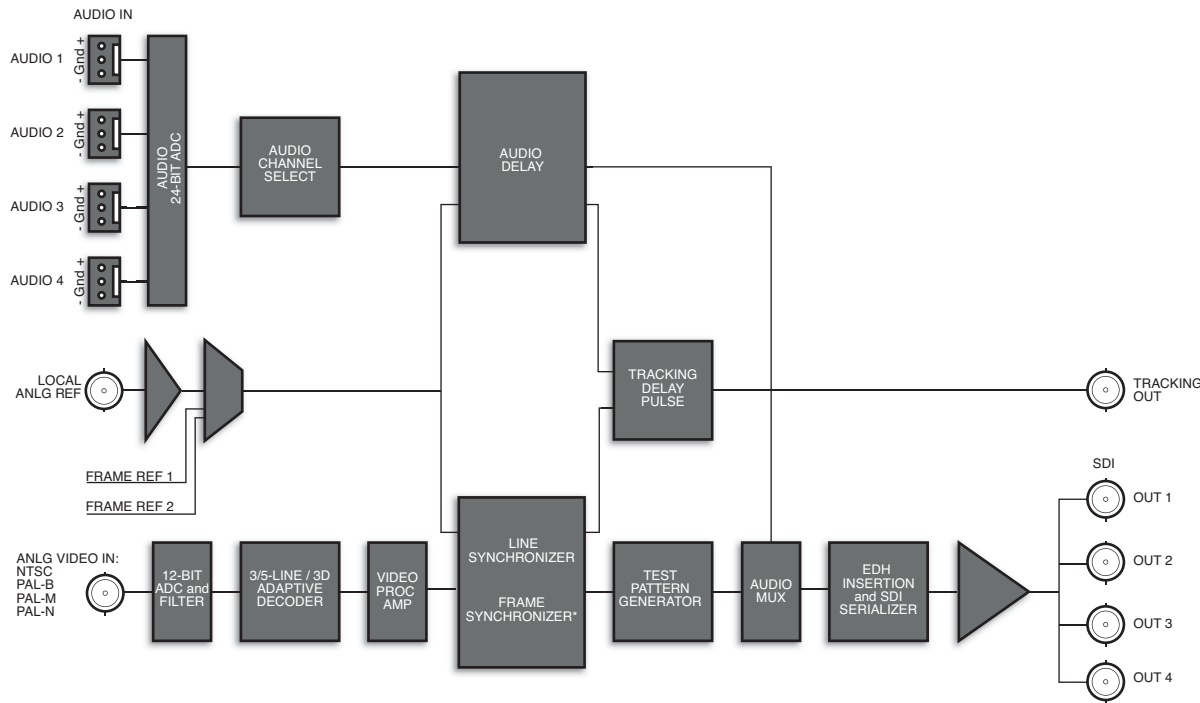 AUDIO IN
AUDIO 1
- Gnd +
AUDIO 2
- Gnd +
AUDIO 3
- Gnd +
AUDIO 4
- Gnd +
AUDIO
24-BIT ADC
AUDIO
CHANNEL
SELECT
AUDIO
DELAY
LOCAL
ANLG REF
FRAME REF 1
FRAME REF 2
TRACKING
DELAY
PULSE
TRACKING
OUT
ANLG VIDEO IN:
NTSC
PAL-B
PAL-M
PAL-N
12-BIT
ADC and
FILTER
3/5-LINE / 3D
ADAPTIVE
DECODER
VIDEO
PROC
AMP
LINE
SYNCHRONIZER
FRAME
SYNCHRONIZER*
TEST
PATTERN
GENERATOR
AUDIO
MUX
EDH
INSERTION
and SDI
SERIALIZER
SDI
OUT 1
OUT 2
OUT 3
OUT 4